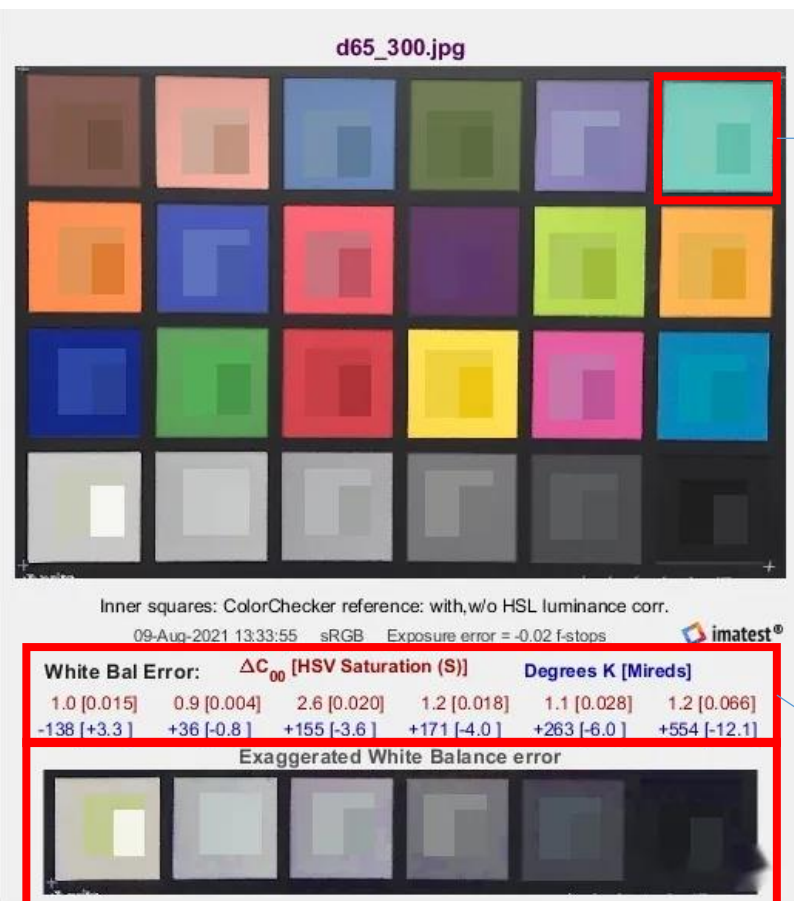 d65_300.jpg
Inner squares: ColorChecker reference: with,w/o HSL luminance corr.
09-Aug-2021 13:33:55 sRGB Exposure error = -0.02 f-stops imatest®
White Bal Error: ΔC00 [HSV Saturation (S)] Degrees K [Mireds]
1.0 [0.015] 0.9 [0.004] 2.6 [0.020] 1.2 [0.018] 1.1 [0.028] 1.2 [0.066]
-138 [+3.3 ] +36 [-0.8 ] +155 [-3.6 ] +171 [-4.0 ] +263 [-6.0 ] +554 [-12.1]
Exaggerated White Balance error